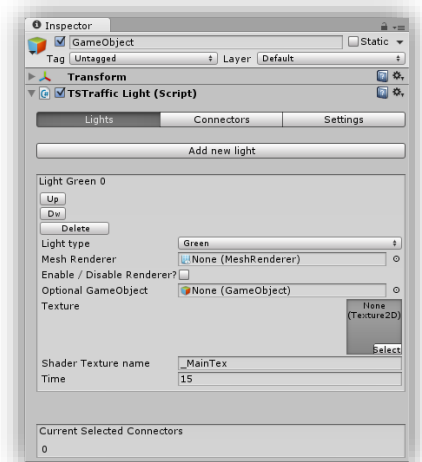 Inspector
GameObject Static
Tag Untagged Layer Default
Transform
TSTraffic Light (Script)
Lights Connectors Settings
Add new light
Light Green 0
Up
Dw
Delete
Light type Green
Mesh Renderer None (MeshRenderer)
Enable / Disable Renderer?
Optional GameObject None (GameObject)
Texture None
(Texture2D)
Select
Shader Texture name _MainTex
Time 15
Current Selected Connectors
0